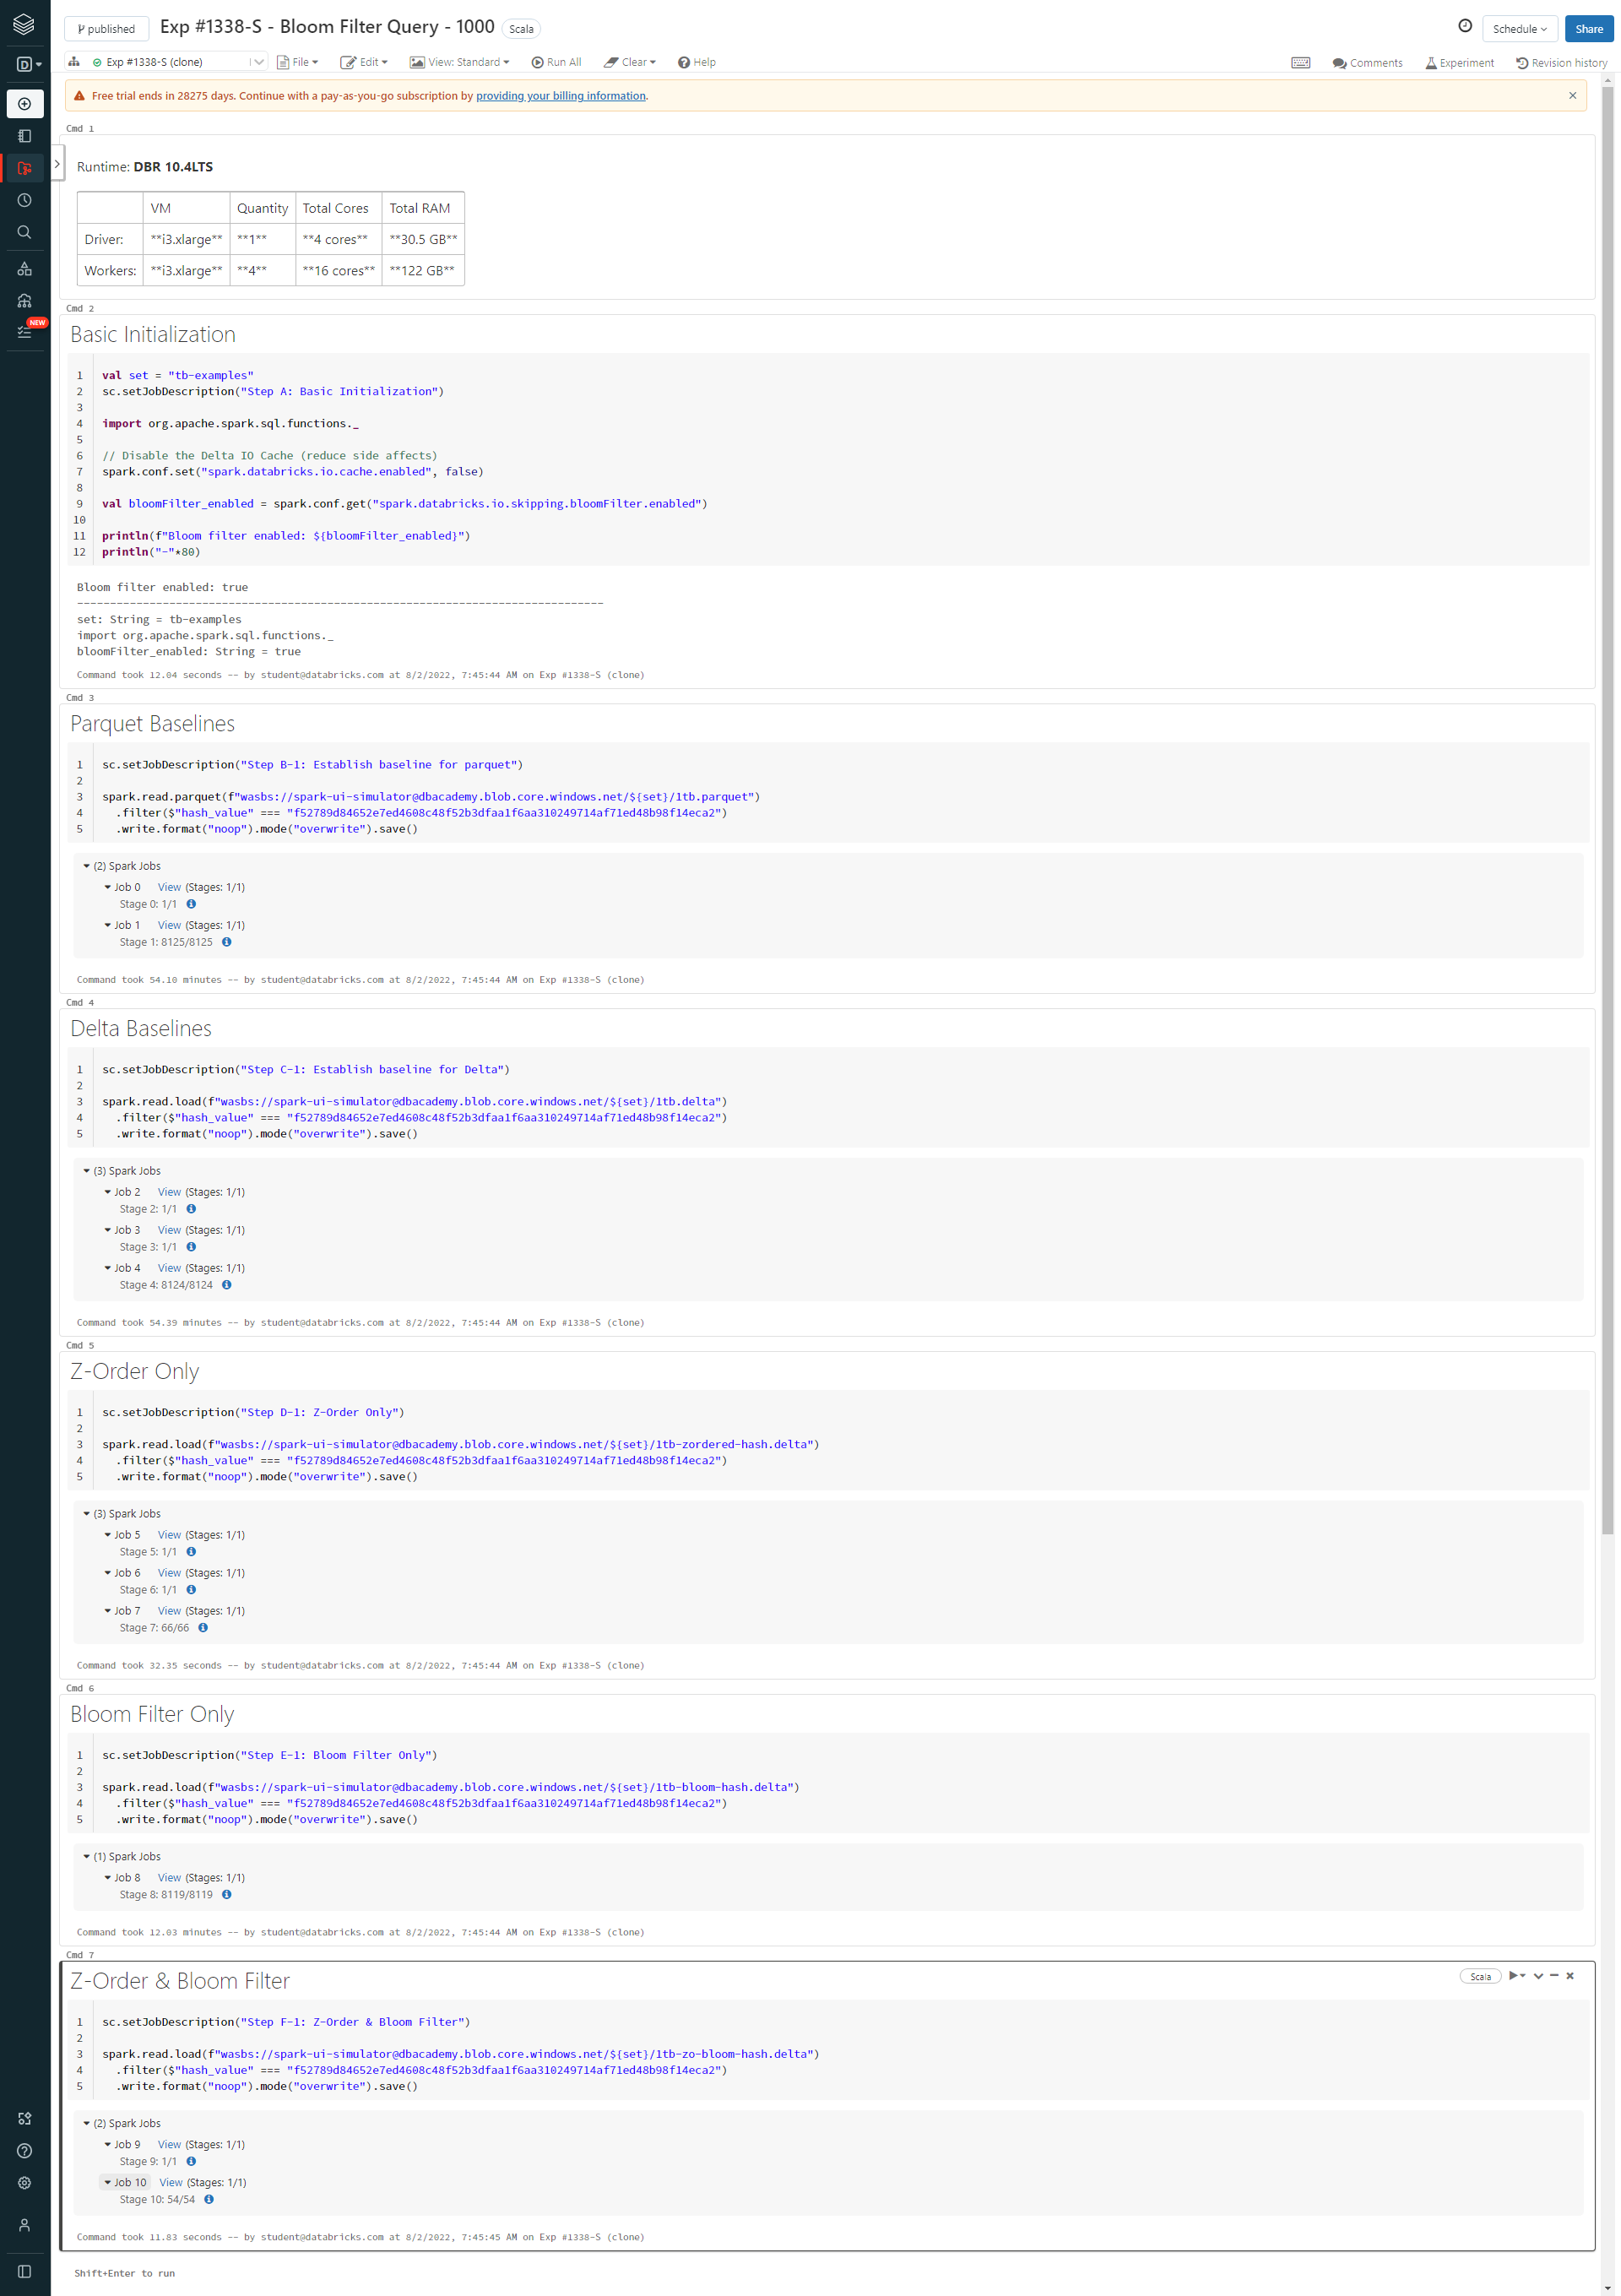 published
Exp #1338-S - Bloom Filter Query - 1000
Scala
Schedule
Share
D
Exp #1338-S (clone)
File
Edit
View: Standard
Run All
Clear
Help
Comments
Experiment
Revision history
Free trial ends in 28275 days. Continue with a pay-as-you-go subscription by providing your billing information.
NEW
Cmd 1
Runtime: DBR 10.4LTS
VM Quantity Total Cores Total RAM
Driver: **i3.xlarge** **1** **4 cores** **30.5 GB**
Workers: **i3.xlarge** **4** **16 cores** **122 GB**
Cmd 2
Basic Initialization
1 val set = "tb-examples"
2 sc.setJobDescription("Step A: Basic Initialization")
3
4 import org.apache.spark.sql.functions._
5
6 // Disable the Delta IO Cache (reduce side affects)
7 spark.conf.set("spark.databricks.io.cache.enabled", false)
8
9 val bloomFilter_enabled = spark.conf.get("spark.databricks.io.skipping.bloomFilter.enabled")
10
11 println(f"Bloom filter enabled: ${bloomFilter_enabled}")
12 println("-"*80)
Bloom filter enabled: true
--------------------------------------------------------------------------------
set: String = tb-examples
import org.apache.spark.sql.functions._
bloomFilter_enabled: String = true
Command took 12.04 seconds -- by student@databricks.com at 8/2/2022, 7:45:44 AM on Exp #1338-S (clone)
Cmd 3
Parquet Baselines
1 sc.setJobDescription("Step B-1: Establish baseline for parquet")
2
3 spark.read.parquet(f"wasbs://spark-ui-simulator@dbacademy.blob.core.windows.net/${set}/1tb.parquet")
4 .filter($"hash_value" === "f52789d84652e7ed4608c48f52b3dfaa1f6aa310249714af71ed48b98f14eca2")
5 .write.format("noop").mode("overwrite").save()
(2) Spark Jobs
Job 0 View (Stages: 1/1)
Stage 0: 1/1
Job 1 View (Stages: 1/1)
Stage 1: 8125/8125
Command took 54.10 minutes -- by student@databricks.com at 8/2/2022, 7:45:44 AM on Exp #1338-S (clone)
Cmd 4
Delta Baselines
1 sc.setJobDescription("Step C-1: Establish baseline for Delta")
2
3 spark.read.load(f"wasbs://spark-ui-simulator@dbacademy.blob.core.windows.net/${set}/1tb.delta")
4 .filter($"hash_value" === "f52789d84652e7ed4608c48f52b3dfaa1f6aa310249714af71ed48b98f14eca2")
5 .write.format("noop").mode("overwrite").save()
(3) Spark Jobs
Job 2 View (Stages: 1/1)
Stage 2: 1/1
Job 3 View (Stages: 1/1)
Stage 3: 1/1
Job 4 View (Stages: 1/1)
Stage 4: 8124/8124
Command took 54.39 minutes -- by student@databricks.com at 8/2/2022, 7:45:44 AM on Exp #1338-S (clone)
Cmd 5
Z-Order Only
1 sc.setJobDescription("Step D-1: Z-Order Only")
2
3 spark.read.load(f"wasbs://spark-ui-simulator@dbacademy.blob.core.windows.net/${set}/1tb-zordered-hash.delta")
4 .filter($"hash_value" === "f52789d84652e7ed4608c48f52b3dfaa1f6aa310249714af71ed48b98f14eca2")
5 .write.format("noop").mode("overwrite").save()
(3) Spark Jobs
Job 5 View (Stages: 1/1)
Stage 5: 1/1
Job 6 View (Stages: 1/1)
Stage 6: 1/1
Job 7 View (Stages: 1/1)
Stage 7: 66/66
Command took 32.35 seconds -- by student@databricks.com at 8/2/2022, 7:45:44 AM on Exp #1338-S (clone)
Cmd 6
Bloom Filter Only
1 sc.setJobDescription("Step E-1: Bloom Filter Only")
2
3 spark.read.load(f"wasbs://spark-ui-simulator@dbacademy.blob.core.windows.net/${set}/1tb-bloom-hash.delta")
4 .filter($"hash_value" === "f52789d84652e7ed4608c48f52b3dfaa1f6aa310249714af71ed48b98f14eca2")
5 .write.format("noop").mode("overwrite").save()
(1) Spark Jobs
Job 8 View (Stages: 1/1)
Stage 8: 8119/8119
Command took 12.03 minutes -- by student@databricks.com at 8/2/2022, 7:45:44 AM on Exp #1338-S (clone)
Cmd 7
Z-Order & Bloom Filter
Scala
1 sc.setJobDescription("Step F-1: Z-Order & Bloom Filter")
2
3 spark.read.load(f"wasbs://spark-ui-simulator@dbacademy.blob.core.windows.net/${set}/1tb-zo-bloom-hash.delta")
4 .filter($"hash_value" === "f52789d84652e7ed4608c48f52b3dfaa1f6aa310249714af71ed48b98f14eca2")
5 .write.format("noop").mode("overwrite").save()
(2) Spark Jobs
Job 9 View (Stages: 1/1)
Stage 9: 1/1
Job 10 View (Stages: 1/1)
Stage 10: 54/54
Command took 11.83 seconds -- by student@databricks.com at 8/2/2022, 7:45:45 AM on Exp #1338-S (clone)
Shift+Enter to run